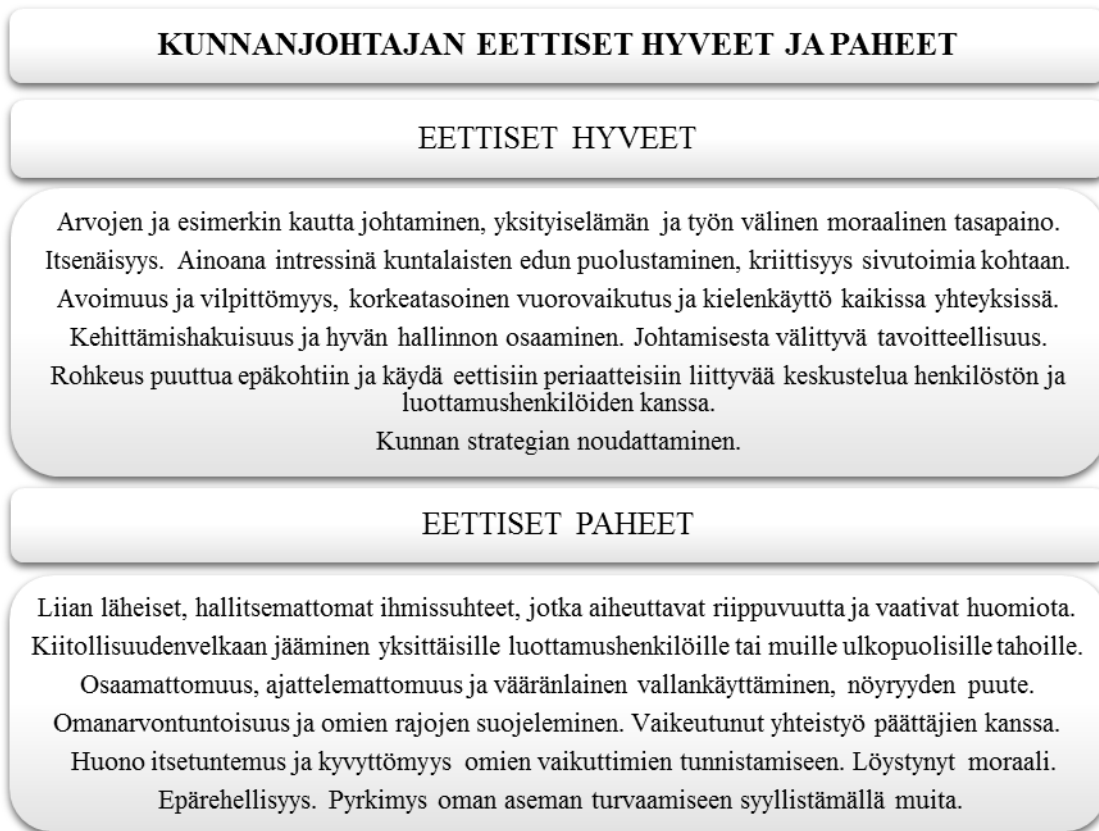 KUNNANJOHTAJAN EETTISET HYVEET JA PAHEET
EETTISET HYVEET
Arvojen ja esimerkin kautta johtaminen, yksityiselämän ja työn välinen moraalinen tasapaino.
Itsenäisyys. Ainoana intressinä kuntalaisten edun puolustaminen, kriittisyys sivutoimia kohtaan.
Avoimuus ja vilpittömyys, korkeatasoinen vuorovaikutus ja kielenkäyttö kaikissa yhteyksissä.
Kehittämishakuisuus ja hyvän hallinnon osaaminen. Johtamisesta välittyvä tavoitteellisuus.
Rohkeus puuttua epäkohtiin ja käydä eettisiin periaatteisiin liittyvää keskustelua henkilöstön ja
luottamushenkilöiden kanssa.
Kunnan strategian noudattaminen.
EETTISET PAHEET
Liian läheiset, hallitsemattomat ihmissuhteet, jotka aiheuttavat riippuvuutta ja vaativat huomiota.
Kiitollisuudenvelkaan jääminen yksittäisille luottamushenkilöille tai muille ulkopuolisille tahoille.
Osaamattomuus, ajattelemattomuus ja vääränlainen vallankäyttäminen, nöyryyden puute.
Omanarvontuntoisuus ja omien rajojen suojeleminen. Vaikeutunut yhteistyö päättäjien kanssa.
Huono itsetuntemus ja kyvyttömyys omien vaikuttimien tunnistamiseen. Löystynyt moraali.
Epärehellisyys. Pyrkimys oman aseman turvaamiseen syyllistämällä muita.